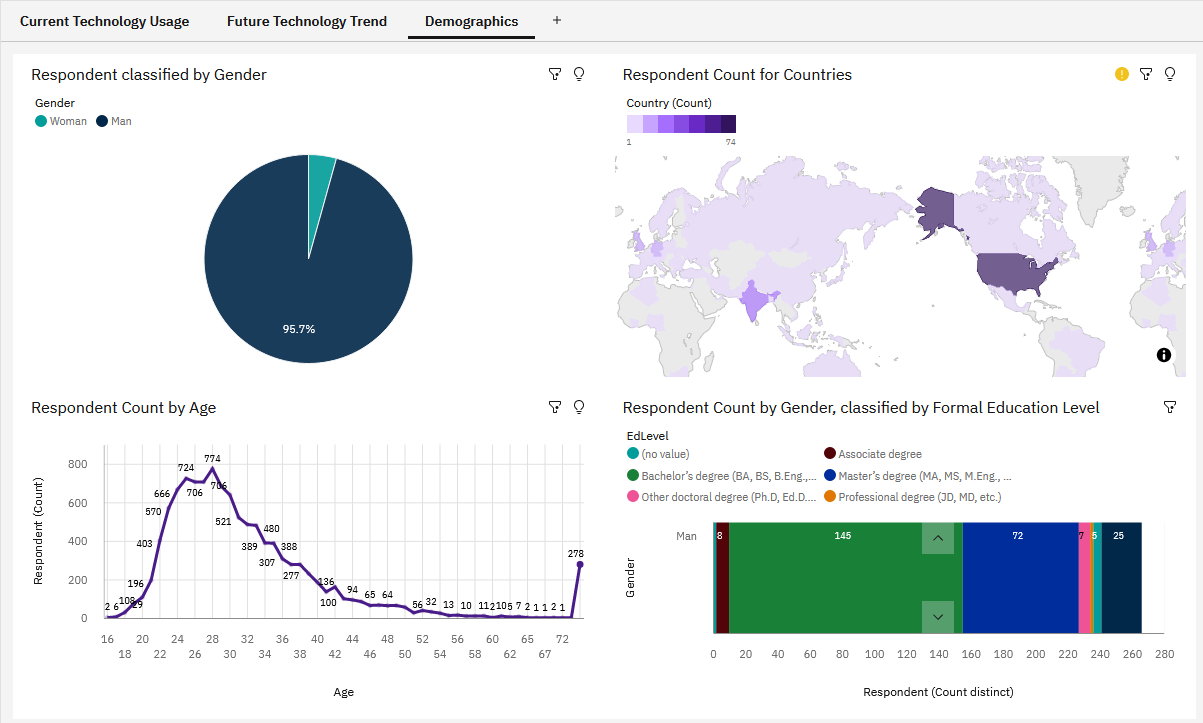 Current Technology Usage Future Technology Trend Demographics +
Respondent classified by Gender
Gender
Woman Man
95.7%
Respondent Count for Countries
Country (Count)
1 74
Respondent Count by Age
Respondent (Count)
800
600
400
200
0
2 6 108 29 196 403 570 666 724 706 774 706 521 389 480 307 388 277 136 100 94 65 64 56 32 13 10 11 2 10 5 7 2 1 1 2 1 278
16 20 24 28 32 36 40 44 48 52 56 60 65 72
18 22 26 30 34 38 42 46 50 54 58 62 67
Age
Respondent Count by Gender, classified by Formal Education Level
EdLevel
(no value) Associate degree
Bachelor’s degree (BA, BS, B.Eng.,... Master’s degree (MA, MS, M.Eng., ...
Other doctoral degree (Ph.D, Ed.D.... Professional degree (JD, MD, etc.)
Gender
Man 8 145 72 7 5 25
0 20 40 60 80 100 120 140 160 180 200 220 240 260 280
Respondent (Count distinct)